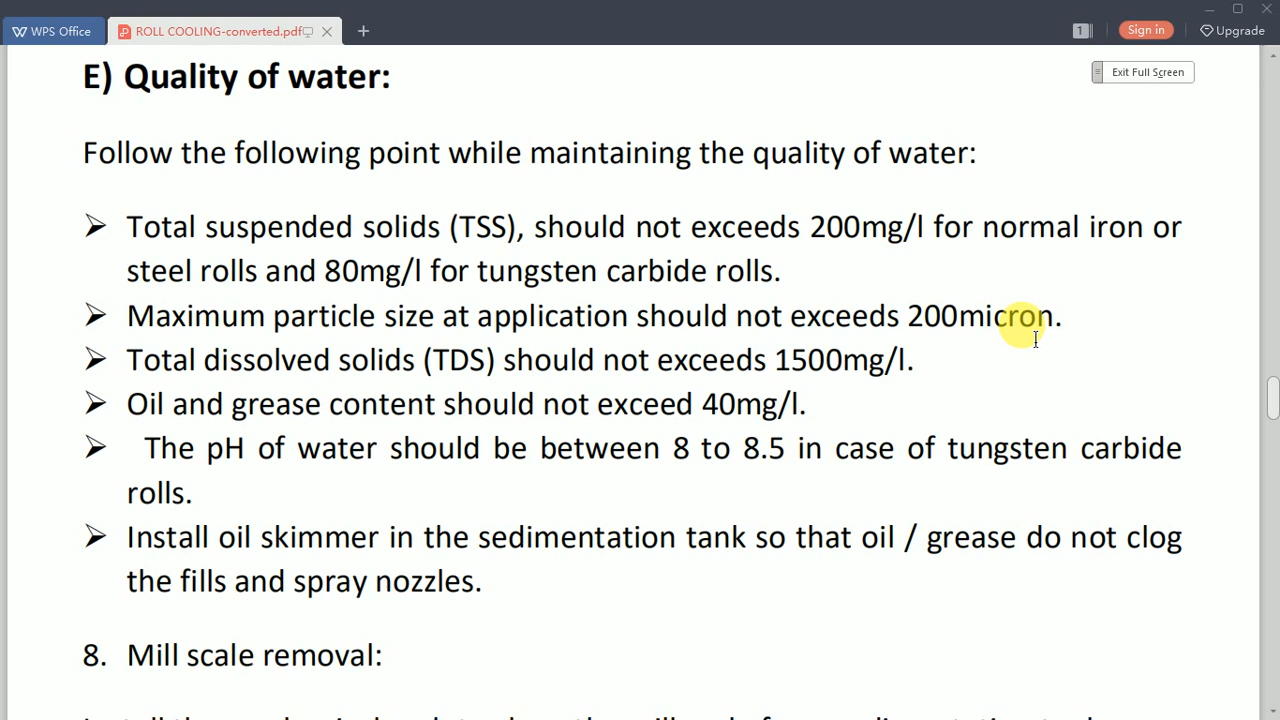 WPS Office
ROLL COOLING-converted.pdf
1
Sign in
Upgrade
E) Quality of water:
Exit Full Screen
Follow the following point while maintaining the quality of water:
➢ Total suspended solids (TSS), should not exceeds 200mg/l for normal iron or
steel rolls and 80mg/l for tungsten carbide rolls.
➢ Maximum particle size at application should not exceeds 200micron.
➢ Total dissolved solids (TDS) should not exceeds 1500mg/l.
➢ Oil and grease content should not exceed 40mg/l.
➢ The pH of water should be between 8 to 8.5 in case of tungsten carbide
rolls.
➢ Install oil skimmer in the sedimentation tank so that oil / grease do not clog
the fills and spray nozzles.
8. Mill scale removal: